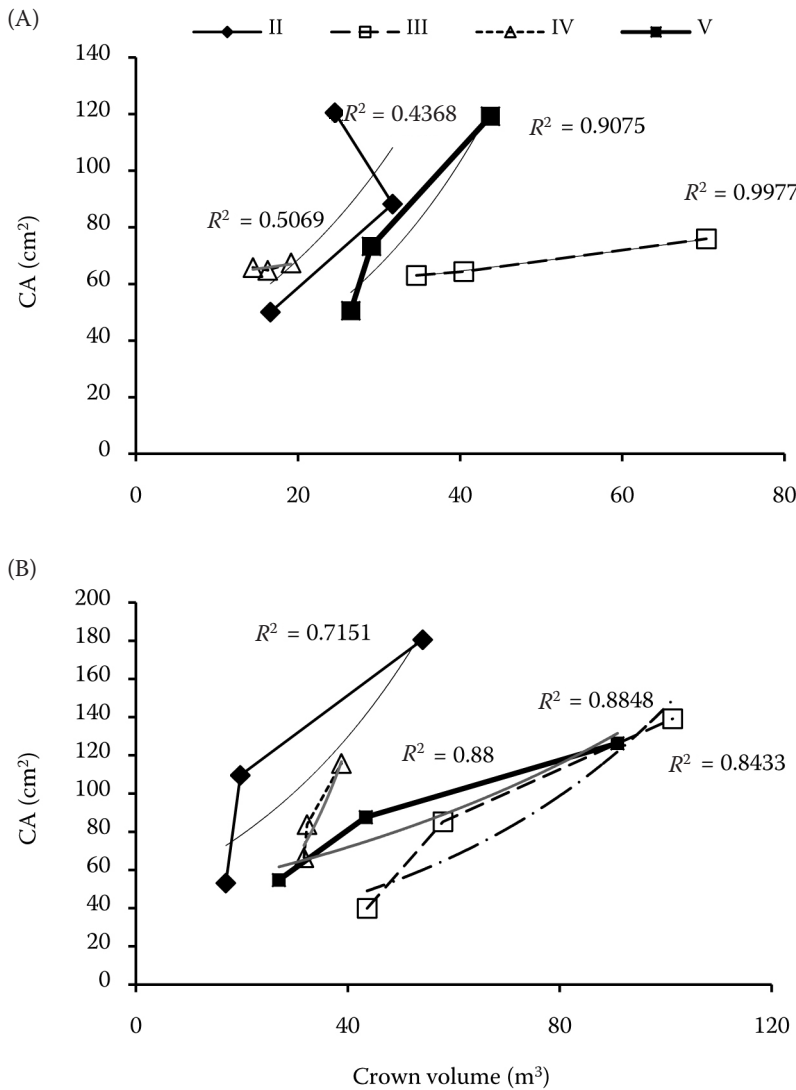 (A)
II III IV V
140
120
100
80
60
40
20
0
CA (cm²)
R² = 0.4368
R² = 0.9075
R² = 0.9977
R² = 0.5069
0 20 40 60 80
(B)
200
180
160
140
120
100
80
60
40
20
0
CA (cm²)
R² = 0.7151
R² = 0.8848
R² = 0.88
R² = 0.8433
0 40 80 120
Crown volume (m³)